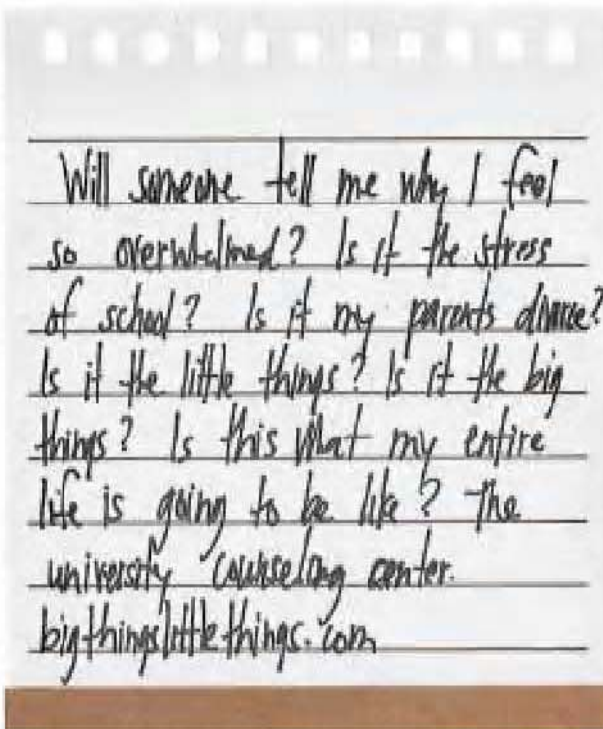 Will someone tell me why I feel
so overwhelmed? Is it the stress
of school? Is it my parents divorce?
Is it the little things? Is it the big
things? Is this what my entire
life is going to be like? The
university counseling center.
bigthingslittlethings.com